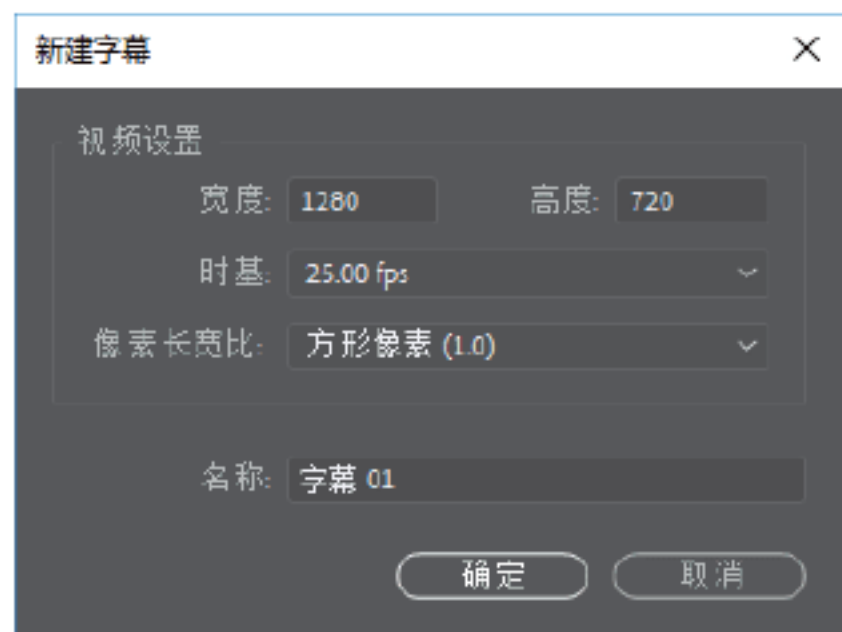 新建字幕
视频设置
宽度: 1280 高度: 720
时基: 25.00 fps
像素长宽比: 方形像素 (1.0)
名称: 字幕 01
确定 取消